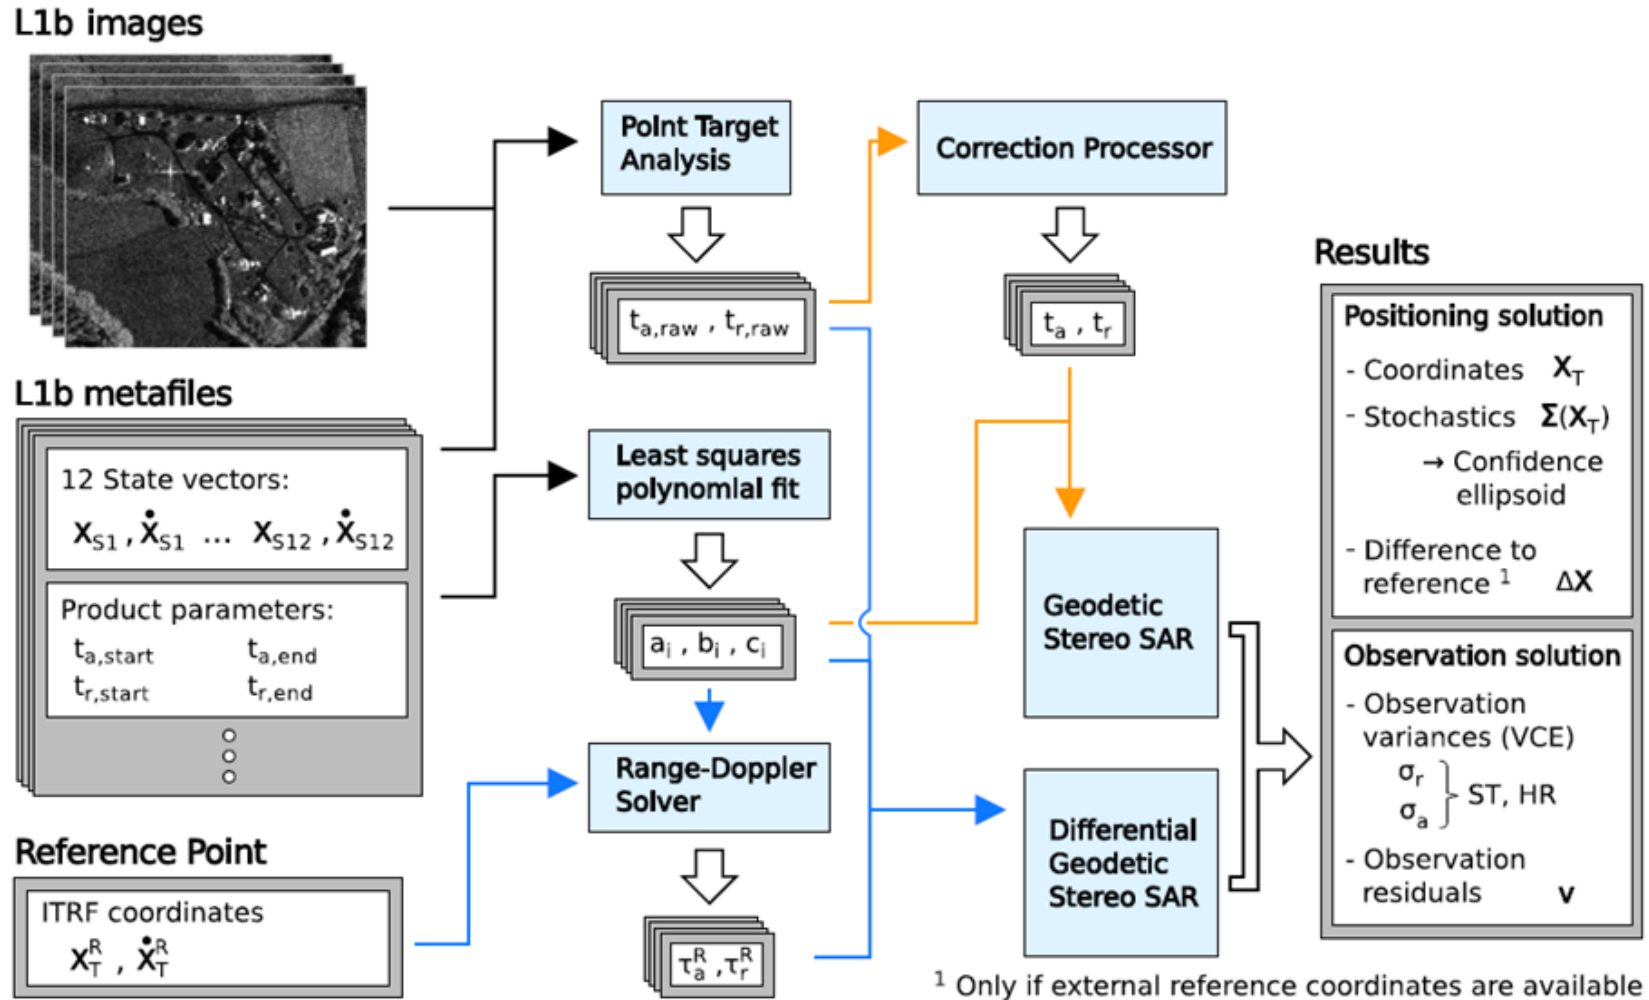 L1b images
L1b metafiles
12 State vectors:
X_S1 , Ẋ_S1 ... X_S12 , Ẋ_S12
Product parameters:
t_a,start t_a,end
t_r,start t_r,end
Reference Point
ITRF coordinates
X_T^R , Ẋ_T^R
Point Target
Analysis
t_a,raw , t_r,raw
Least squares
polynomial fit
a_i , b_i , c_i
Range-Doppler
Solver
τ_a^R , τ_r^R
Correction Processor
t_a , t_r
Geodetic
Stereo SAR
Differential
Geodetic
Stereo SAR
Results
Positioning solution
- Coordinates X_T
- Stochastics Σ(X_T)
→ Confidence
ellipsoid
- Difference to
reference ¹ ΔX
Observation solution
- Observation
variances (VCE)
σ_r
σ_a } ST, HR
- Observation
residuals v
¹ Only if external reference coordinates are available